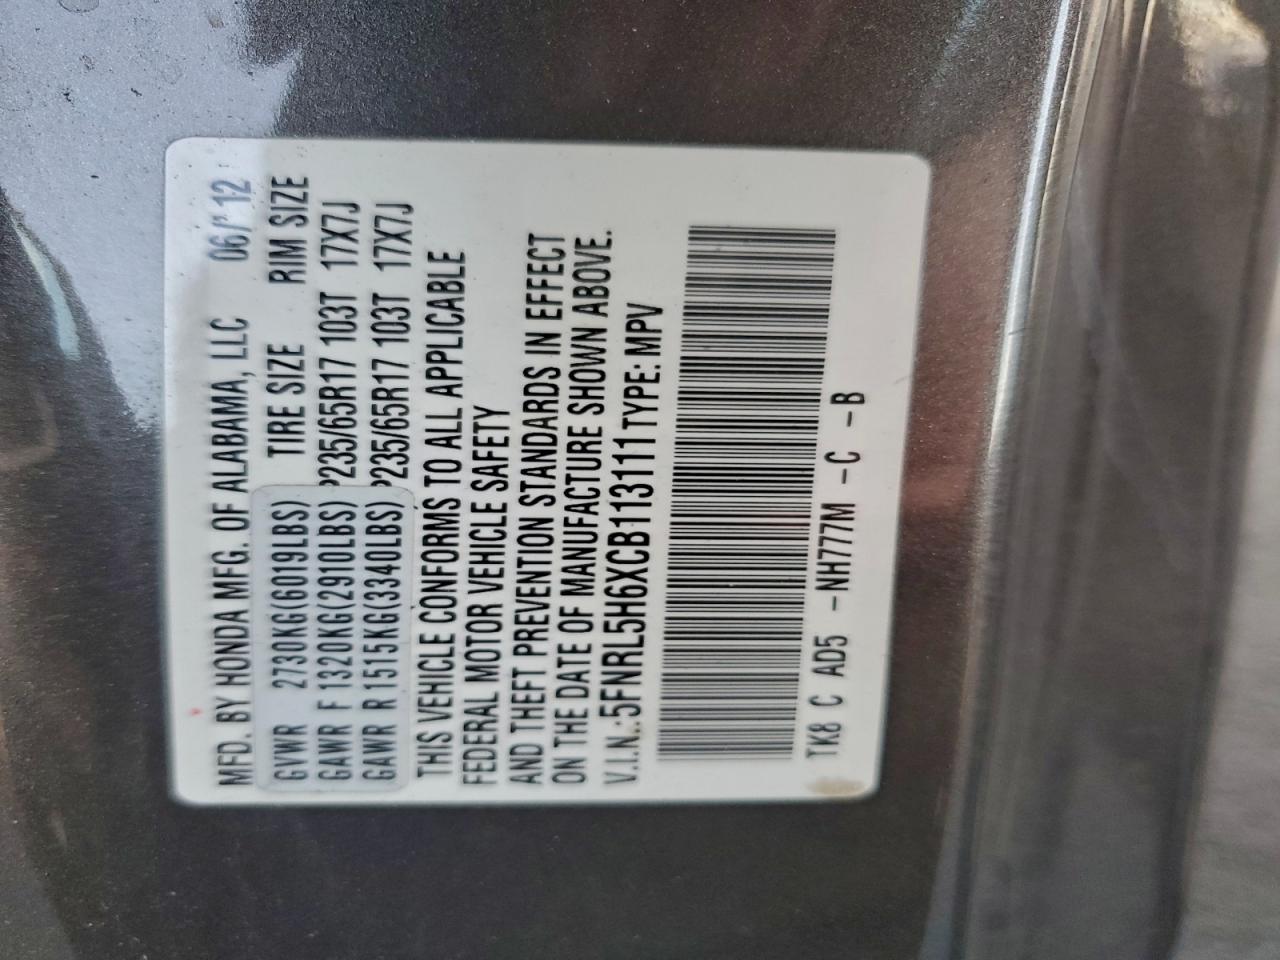 MFD. BY HONDA MFG. OF ALABAMA, LLC 06/12
TIRE SIZE RIM SIZE
GVWR 2730KG(6019LBS)
GAWR F 1320KG(2910LBS) P235/65R17 103T 17X7J
GAWR R 1515KG(3340LBS) P235/65R17 103T 17X7J
THIS VEHICLE CONFORMS TO ALL APPLICABLE
FEDERAL MOTOR VEHICLE SAFETY
AND THEFT PREVENTION STANDARDS IN EFFECT
ON THE DATE OF MANUFACTURE SHOWN ABOVE.
V.I.N.:5FNRL5H6XCB113111 TYPE: MPV
TK8 C AD5 -NH777M -C -B